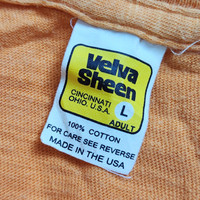 Velva
Sheen
CINCINNATI
OHIO, U.S.A.
L
ADULT
100% COTTON
FOR CARE SEE REVERSE
MADE IN THE USA